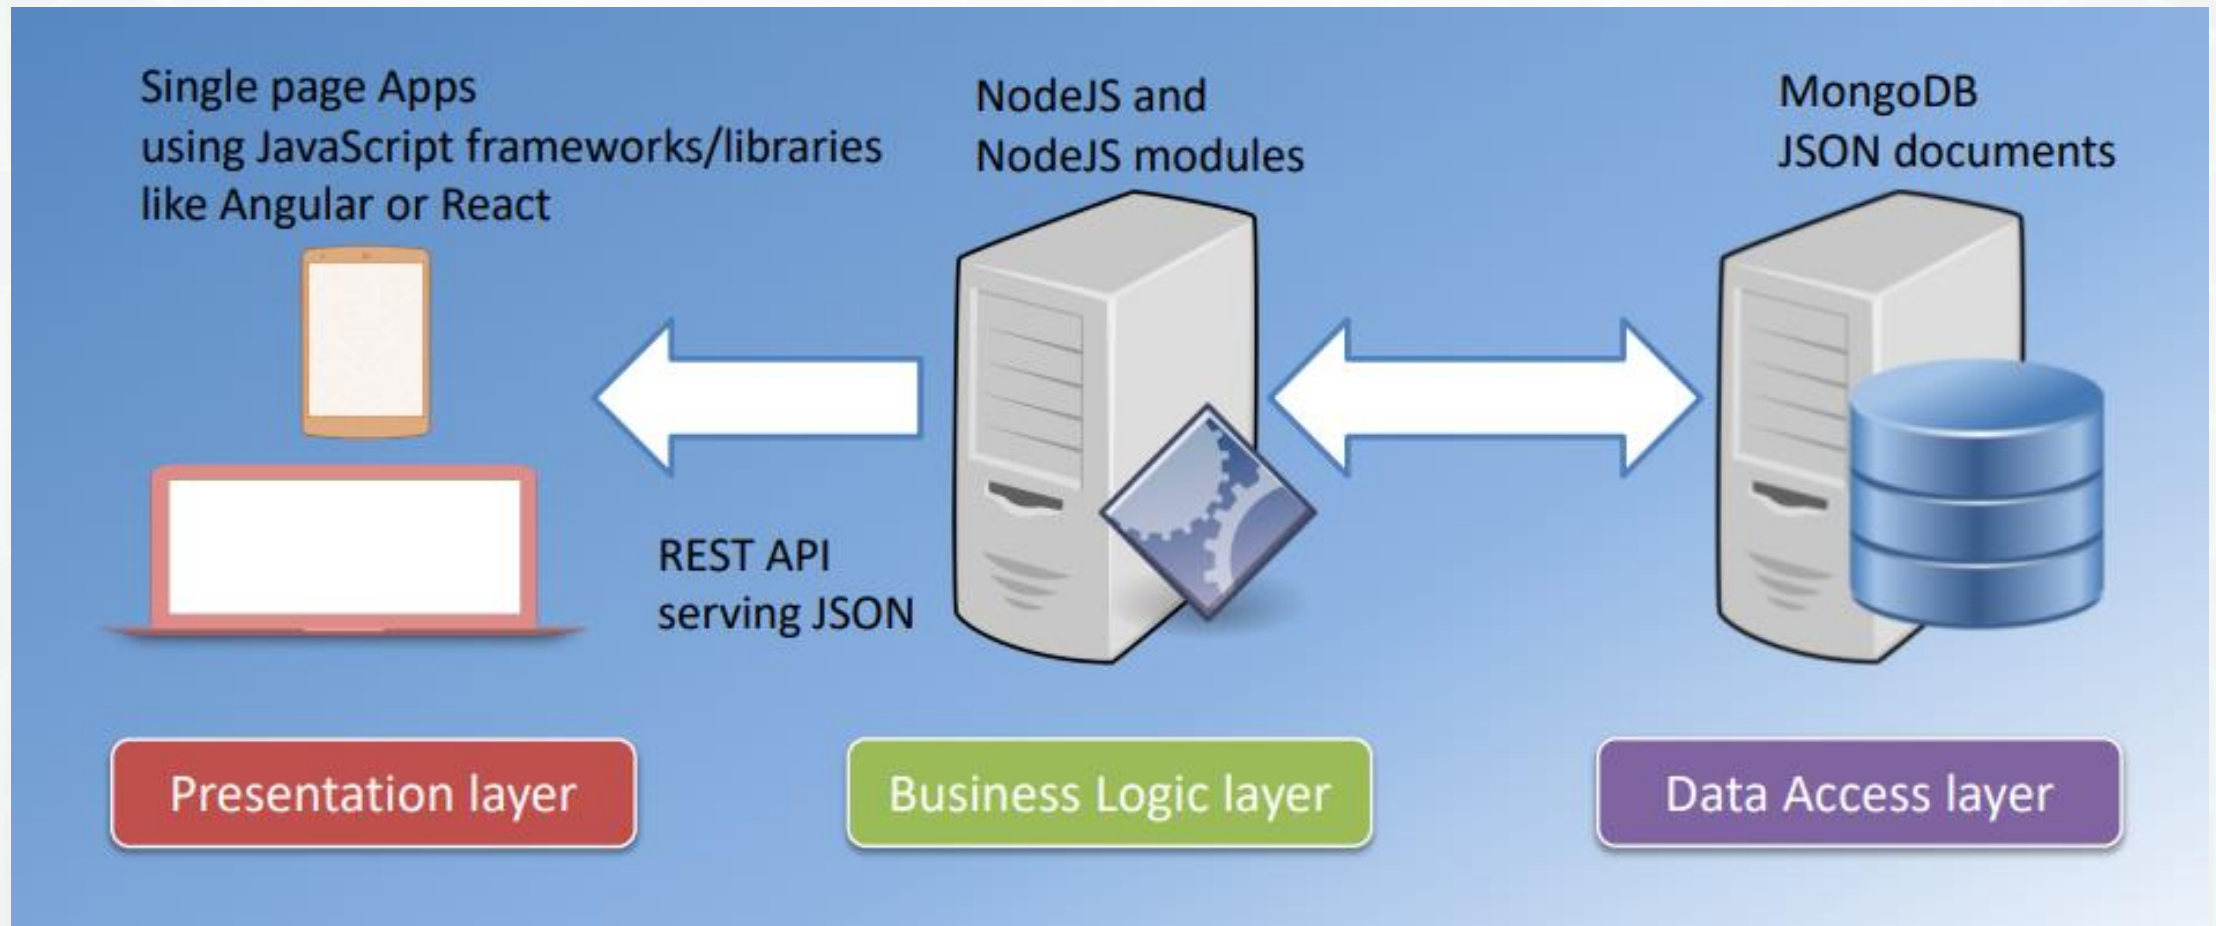 Single page Apps
using JavaScript frameworks/libraries
like Angular or React
NodeJS and
NodeJS modules
MongoDB
JSON documents
REST API
serving JSON
Presentation layer
Business Logic layer
Data Access layer